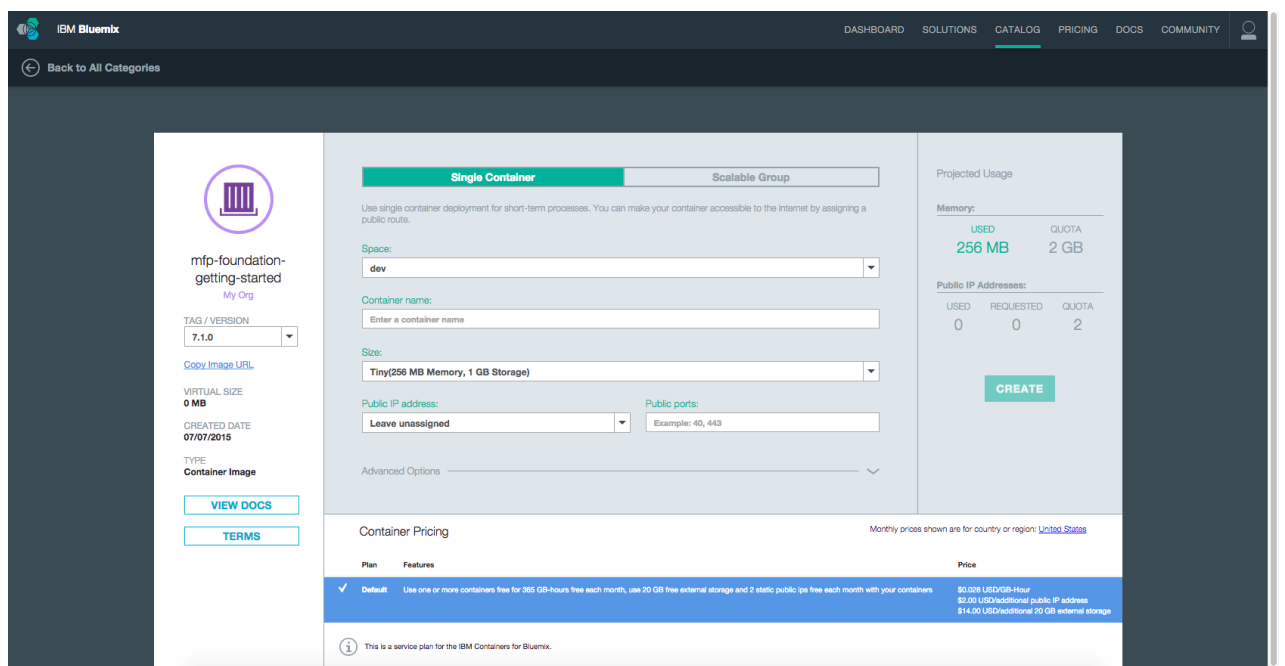 IBM Bluemix
DASHBOARD SOLUTIONS CATALOG PRICING DOCS COMMUNITY
Back to All Categories
mfp-foundation-
getting-started
My Org
TAG / VERSION
7.1.0
Copy Image URL
VIRTUAL SIZE
0 MB
CREATED DATE
07/07/2015
TYPE
Container Image
VIEW DOCS
TERMS
Single Container Scalable Group
Use single container deployment for short-term processes. You can make your container accessible to the internet by assigning a
public route.
Space:
dev
Container name:
Enter a container name
Size:
Tiny(256 MB Memory, 1 GB Storage)
Public IP address: Public ports:
Leave unassigned Example: 40, 443
Advanced Options
Projected Usage
Memory:
USED QUOTA
256 MB 2 GB
Public IP Addresses:
USED REQUESTED QUOTA
0 0 2
CREATE
Container Pricing Monthly prices shown are for country or region: United States
Plan Features Price
Default Use one or more containers free for 365 GB-hours free each month, use 20 GB free external storage and 2 static public ips free each month with your containers $0.028 USD/GB-Hour
$2.00 USD/additional public IP address
$14.00 USD/additional 20 GB external storage
This is a service plan for the IBM Containers for Bluemix.